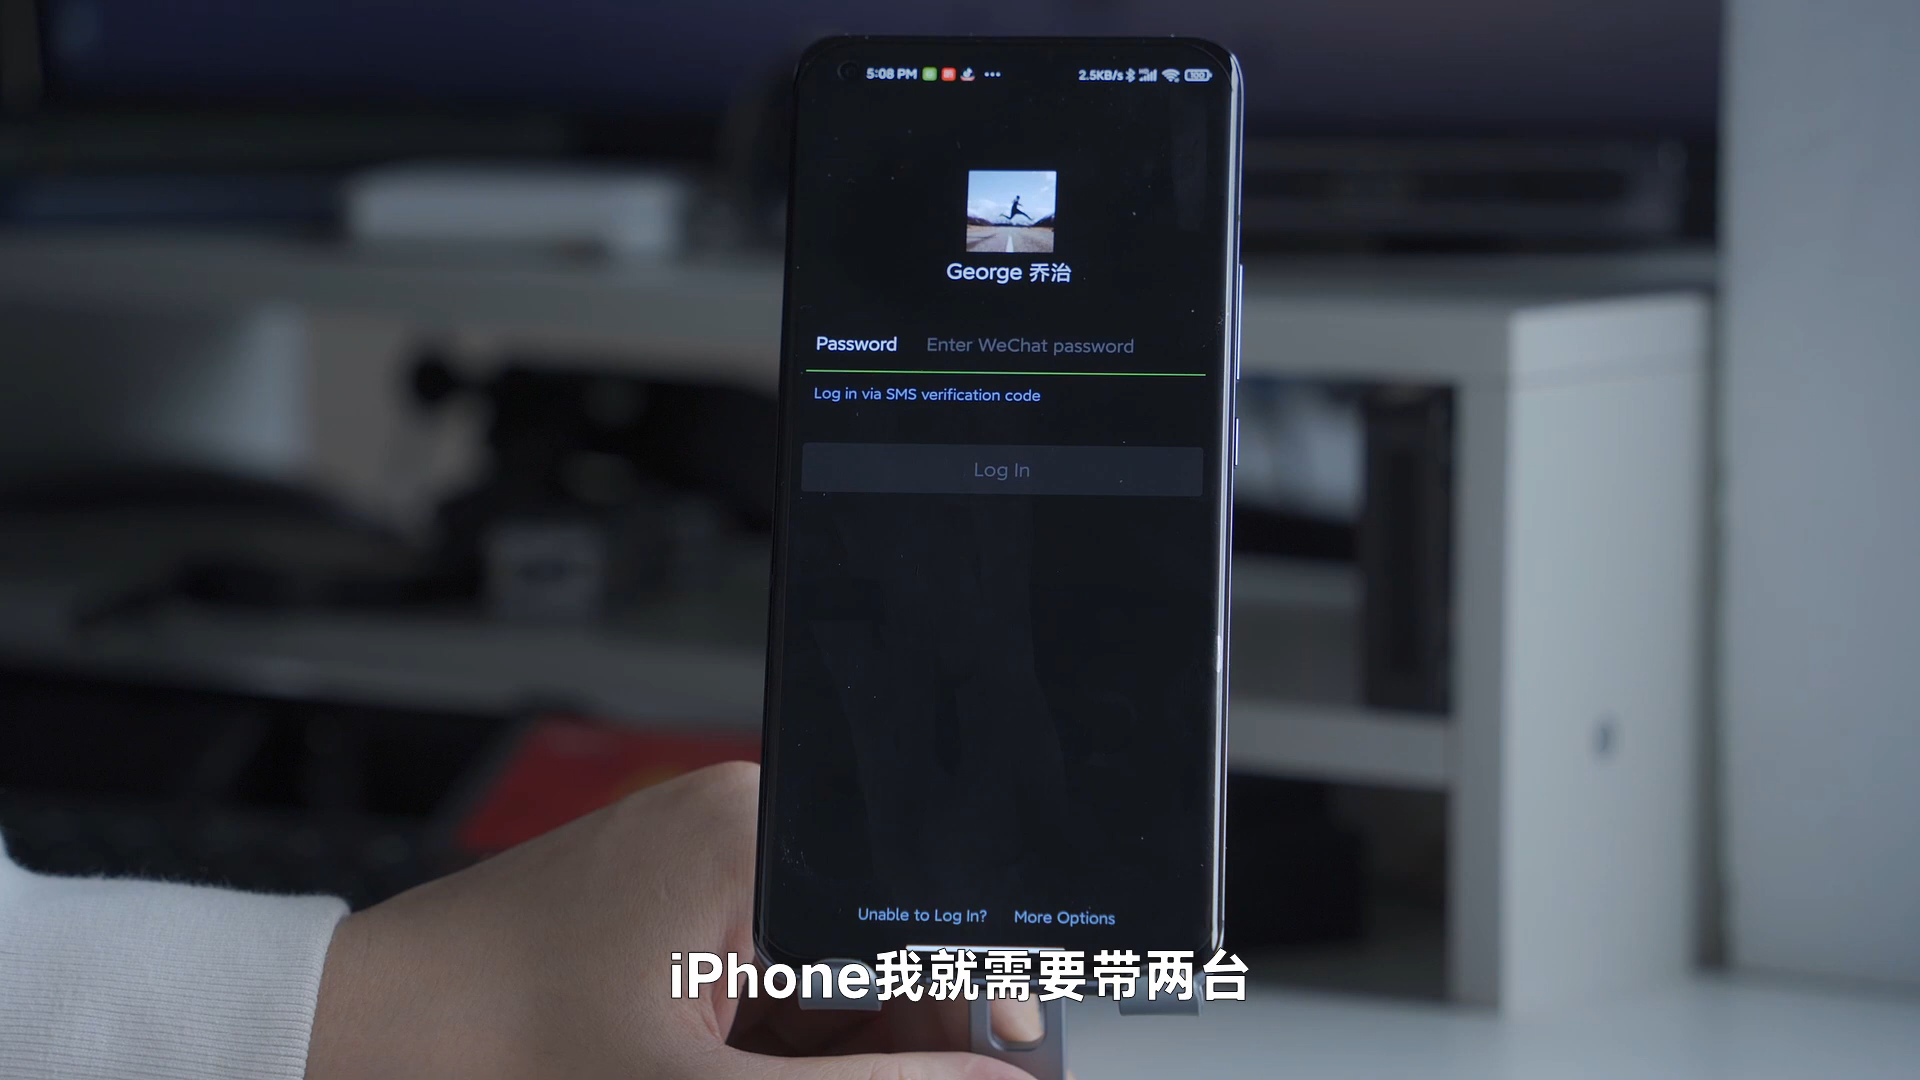 5:08 PM
2.5KB/s
100
George 乔治
Password Enter WeChat password
Log in via SMS verification code
Log In
Unable to Log In? More Options
iPhone我就需要带两台